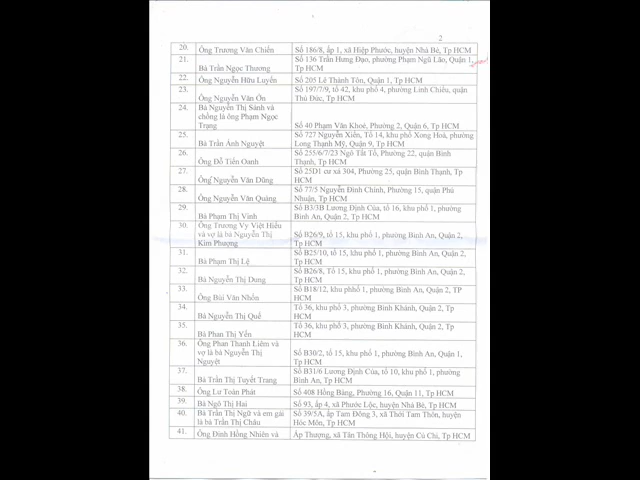 2
20. Ông Trương Văn Chiến Số 186/8, ấp 1, xã Hiệp Phước, huyện Nhà Bè, Tp HCM
21. Số 136 Trần Hưng Đạo, phường Phạm Ngũ Lão, Quận 1,
Bà Trần Ngọc Thương Tp HCM
22. Ông Nguyễn Hữu Luyến Số 205 Lê Thánh Tôn, Quận 1, Tp HCM
23. Số 197/7/9, tổ 42, khu phố 4, phường Linh Chiểu, quận
Ông Nguyễn Văn Ổn Thủ Đức, Tp HCM
24. Bà Nguyễn Thị Sánh và
chồng là ông Phạm Ngọc
Trạng Số 40 Phạm Văn Khoẻ, Phường 2, Quận 6, Tp HCM
25. Số 727 Nguyễn Xiển, Tổ 14, khu phố Xong Hoà, phường
Bà Trần Ánh Nguyệt Long Thạnh Mỹ, Quận 9, Tp HCM
26. Số 255/6/7/23 Ngô Tất Tố, Phường 22, quận Bình
Ông Đỗ Tiến Oanh Thạnh, Tp HCM
27. Số 25D1 cư xá 304, Phường 25, quận Bình Thạnh, Tp
Ông Nguyễn Văn Dũng HCM
28. Số 77/5 Nguyễn Đình Chính, Phường 15, quận Phú
Ông Nguyễn Văn Quảng Nhuận, Tp HCM
29. Số B3/3B Lương Định Của, tổ 16, khu phố 1, phường
Bà Phạm Thị Vinh Bình An, Quận 2, Tp HCM
30. Ông Trương Vy Việt Hiếu
và vợ là bà Nguyễn Thị Số B26/9, tổ 15, khu phố 1, phường Bình An, Quận 2,
Kim Phượng Tp HCM
31. Số B25/10, tổ 15, khu phố 1, phường Bình An, Quận 2,
Bà Phạm Thị Lệ Tp HCM
32. Số B26/8, Tổ 15, khu phố 1, phường Bình An, Quận 2,
Bà Nguyễn Thị Dung Tp HCM
33. Số B18/12, khu phhố 1, phường Bình An, Quận 2, TP
Ông Bùi Văn Nhốn HCM
34. Tổ 36, khu phố 3, phường Bình Khánh, Quận 2, Tp
Bà Nguyễn Thị Quế HCM
35. Tổ 36, khu phố 3, phường Bình Khánh, Quận 2, Tp
Bà Phan Thị Yến HCM
36. Ông Phan Thanh Liêm và
vợ là bà Nguyễn Thị Số B30/2, tổ 15, khu phố 1, phường Bình An, Quận 1,
Nguyệt Tp HCM
37. Số B31/6 Lương Định Của, tổ 10, khu phố 1, phường
Bà Trần Thị Tuyết Trang Bình An, Tp HCM
38. Ông Lư Toàn Phát Số 408 Hồng Bàng, Phường 16, Quận 11, Tp HCM
39. Bà Ngô Thị Hai Số 93, ấp 4, xã Phước Lộc, huyện Nhà Bè, Tp HCM
40. Bà Trần Thị Ngữ và em gái Số 39/5A, ấp Tam Đông 3, xã Thới Tam Thôn, huyện
là bà Trần Thị Châu Hóc Môn, Tp HCM
41. Ông Đinh Hồng Nhiên và Ấp Thượng, xã Tân Thông Hội, huyện Củ Chi, Tp HCM